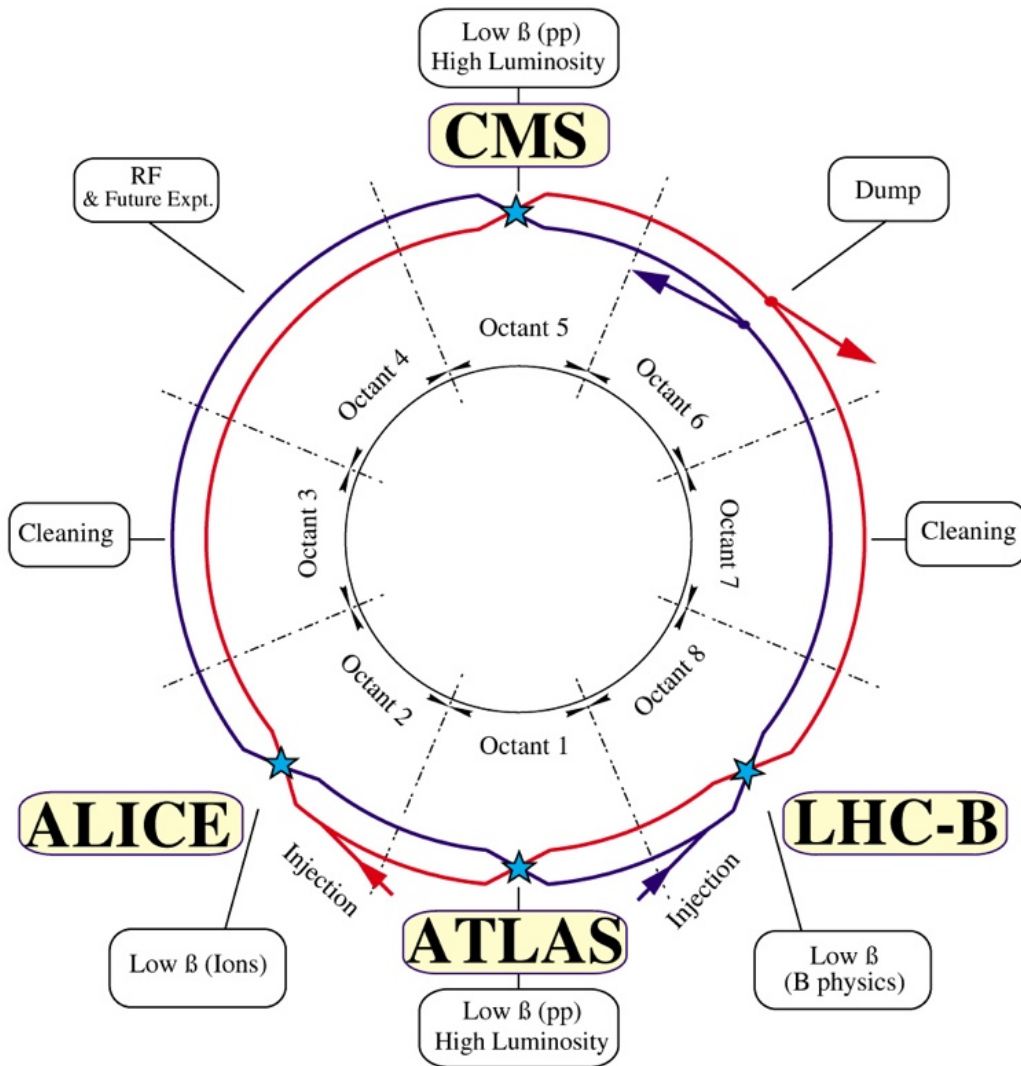 Low ß (pp)
High Luminosity
CMS
RF
& Future Expt.
Dump
Octant 5
Octant 4
Octant 6
Cleaning
Octant 3
Octant 7
Cleaning
Octant 2
Octant 8
Octant 1
ALICE
LHC-B
Injection
Injection
ATLAS
Low ß (Ions)
Low ß
(B physics)
Low ß (pp)
High Luminosity